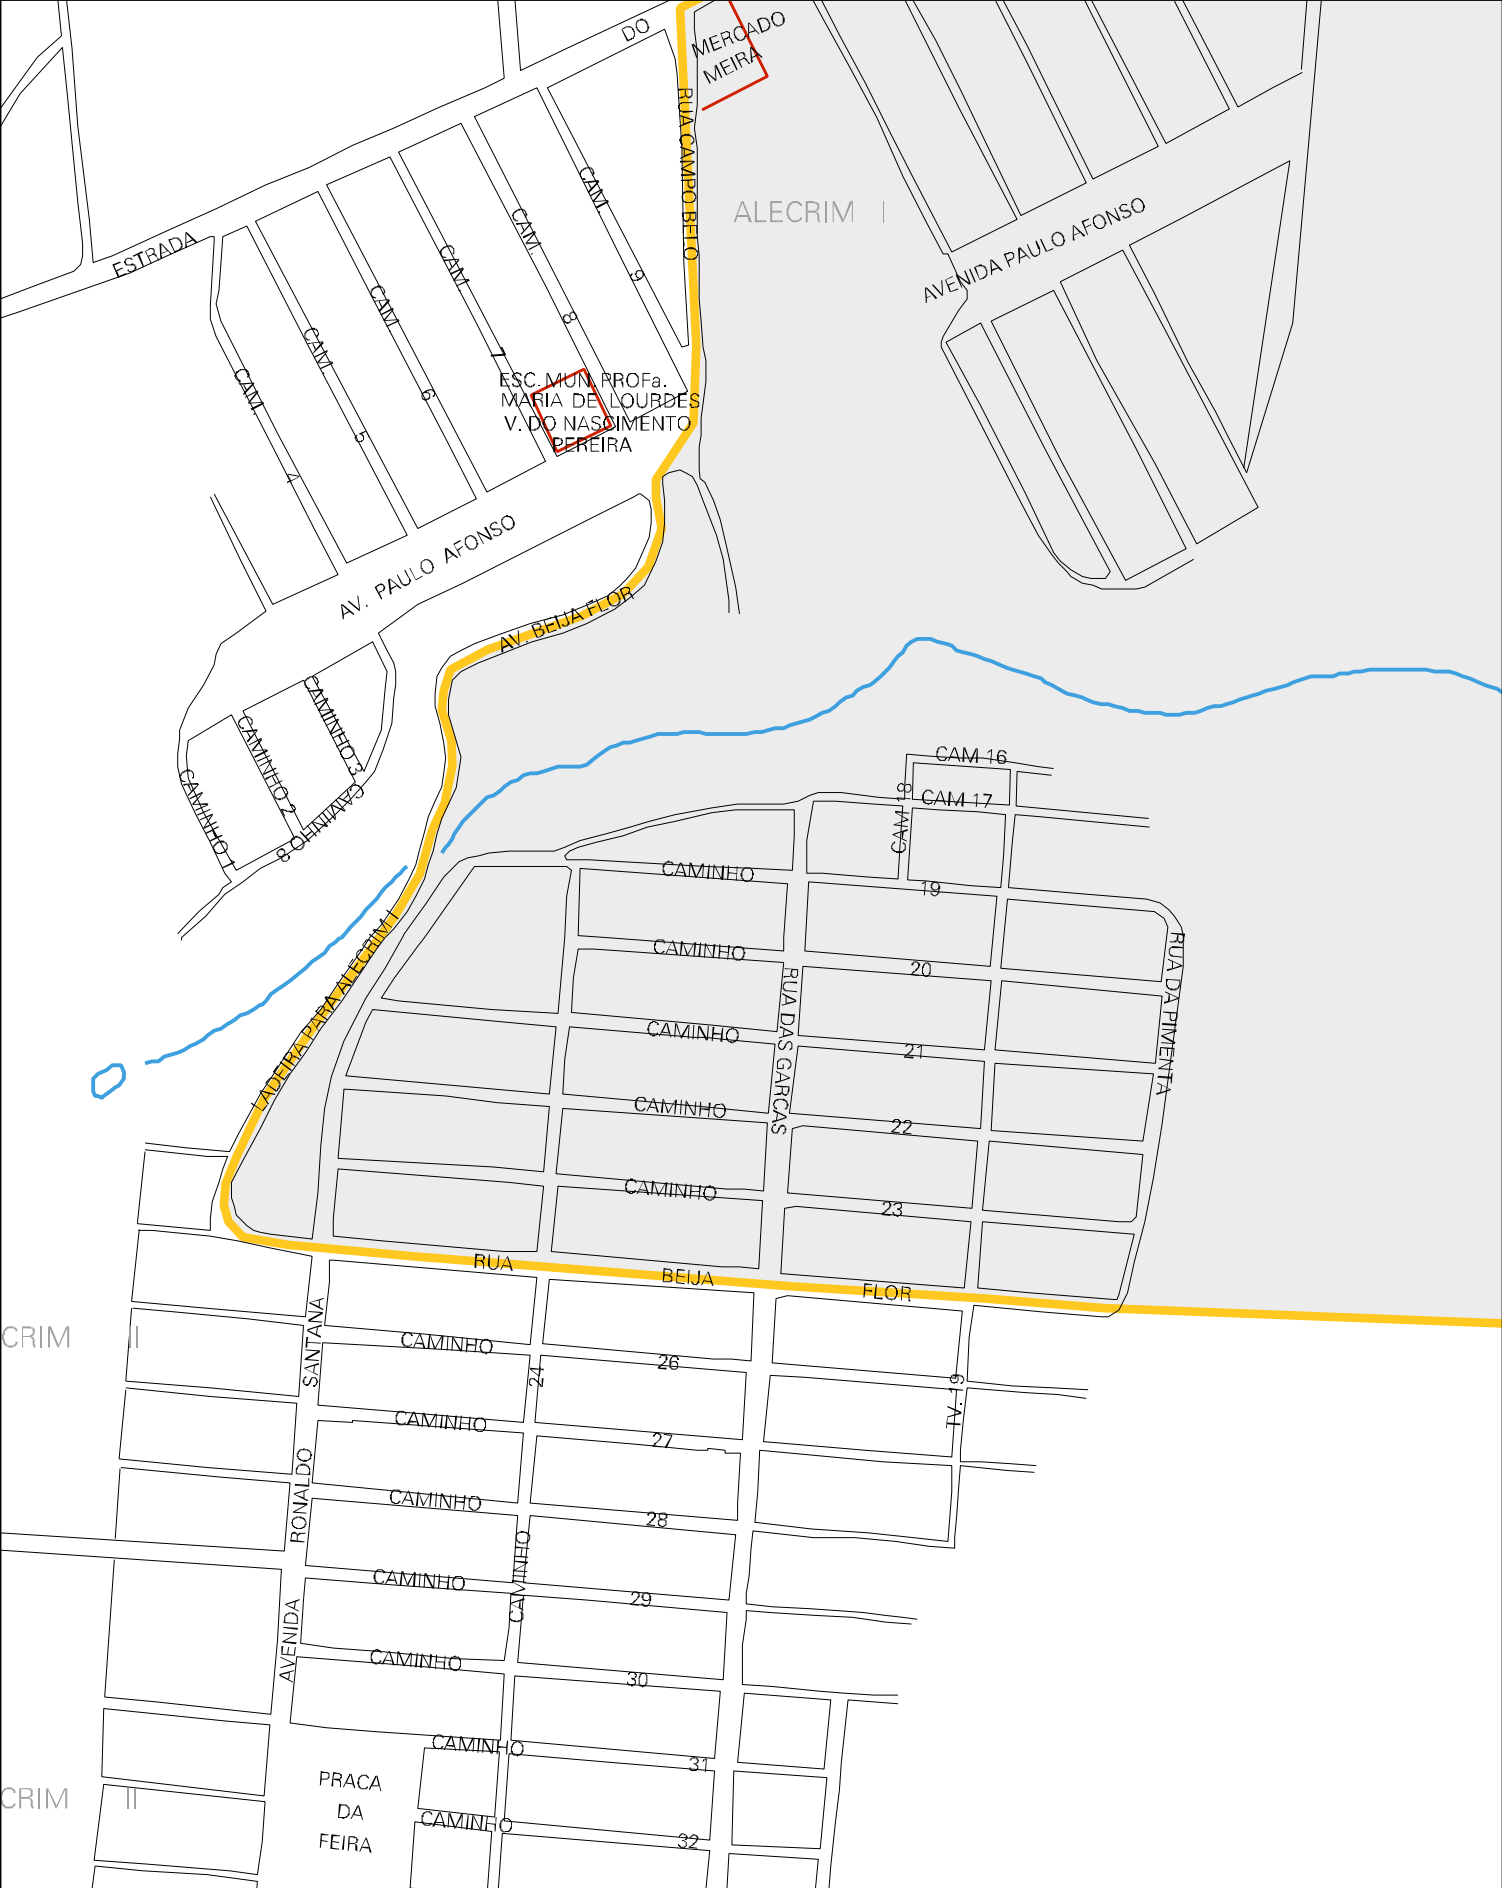 DO
MERCADO
MEIRA
RUA CAMPO BELO
ALECRIM I
ESTRADA
AVENIDA PAULO AFONSO
CAM. 9
CAM. 8
CAM. 7
CAM. 6
CAM. 5
CAM. 4
ESC. MUN. PROFa.
MARIA DE LOURDES
V. DO NASCIMENTO
PEREIRA
AV. PAULO AFONSO
AV. BEIJA FLOR
CAMINHO 3
CAMINHO 2
CAMINHO 1
CAMINHO 8
CAM 16
CAM 17
CAM 18
CAMINHO 19
CAMINHO 20
RUA DA PIMENTA
RUA DAS GARCAS
LADEIRA PARA ALECRIM I
CAMINHO 21
CAMINHO 22
CAMINHO 23
RUA BEIJA FLOR
CRIM II
AVENIDA RONALDO SANTANA
CAMINHO 26
CAMINHO 24
TV. 19
CAMINHO 27
CAMINHO 28
CAMINHO 29
CAMINHO 30
CAMINHO 31
PRACA
DA
FEIRA
CRIM II
CAMINHO 32